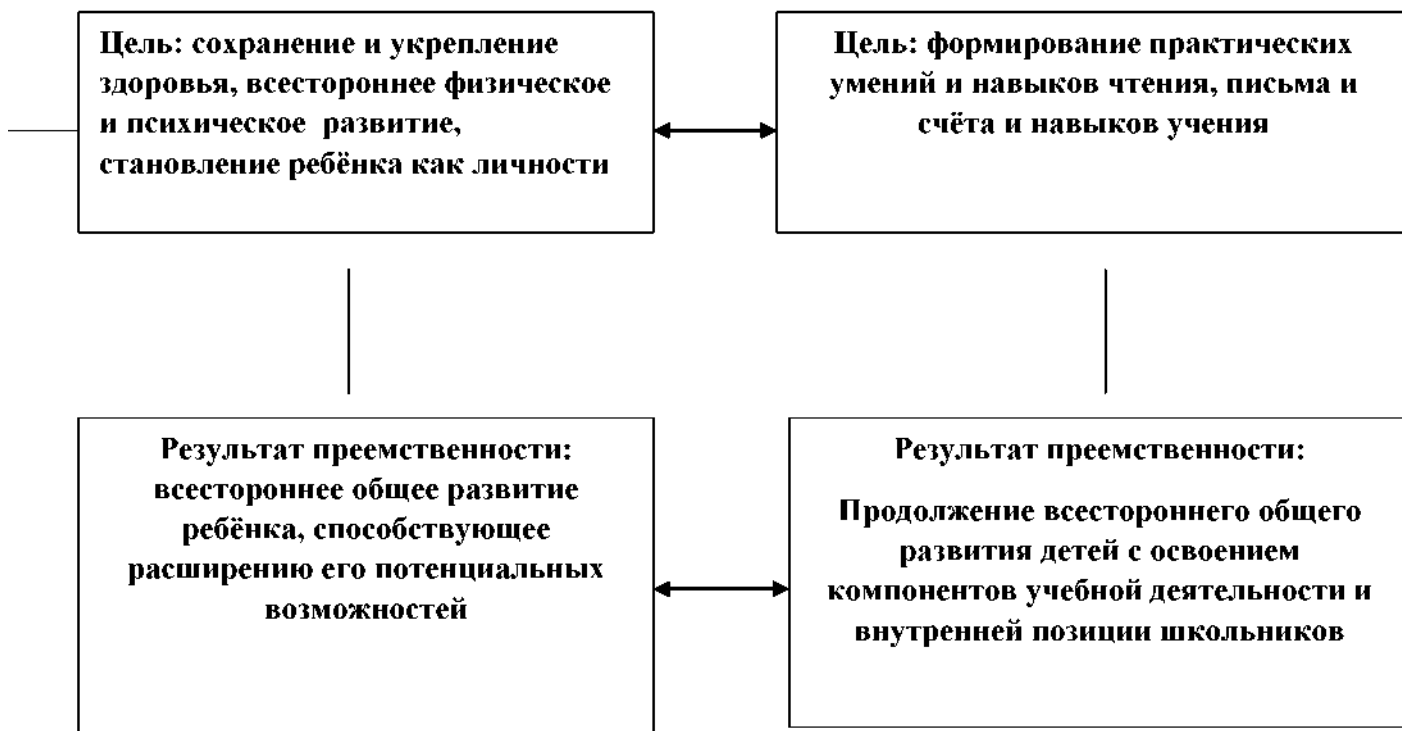 Цель: сохранение и укрепление
здоровья, всестороннее физическое
и психическое развитие,
становление ребёнка как личности
Цель: формирование практических
умений и навыков чтения, письма и
счёта и навыков учения
Результат преемственности:
всестороннее общее развитие
ребёнка, способствующее
расширению его потенциальных
возможностей
Результат преемственности:
Продолжение всестороннего общего
развития детей с освоением
компонентов учебной деятельности и
внутренней позиции школьников